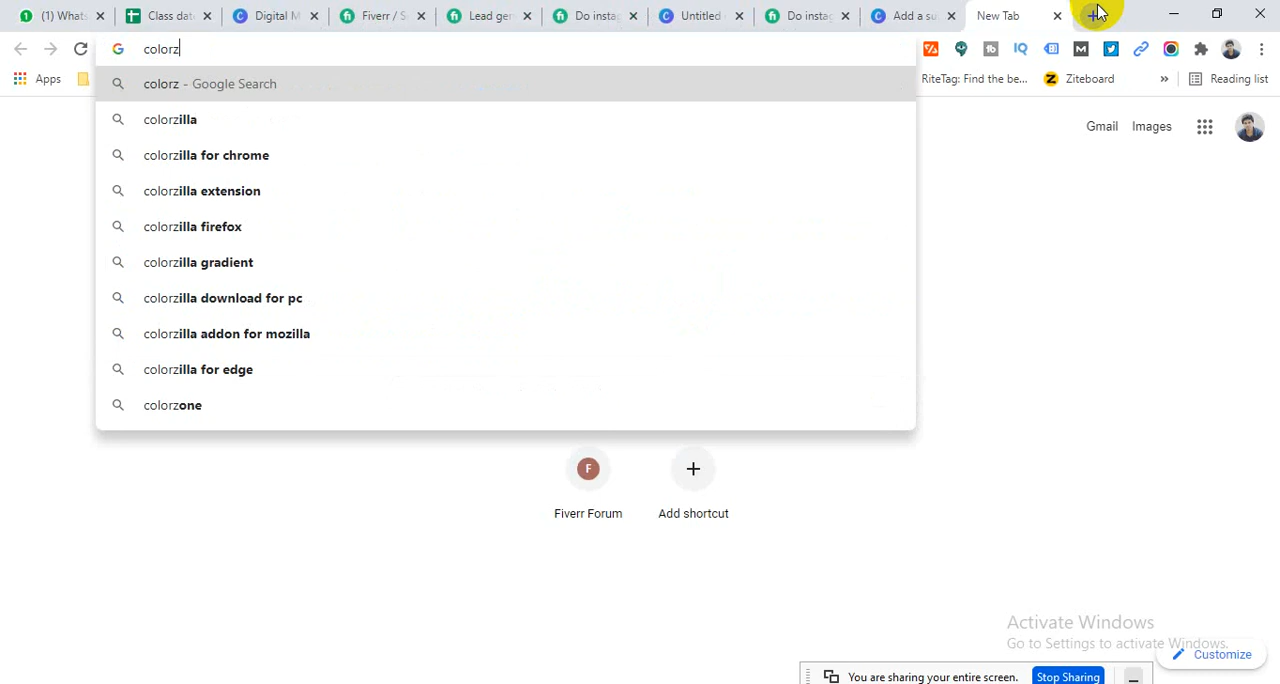 (1) Whats
Class dat
Digital M
Fiverr / S
Lead ger
Do insta
Untitled
Do insta
Add a su
New Tab
colorz
RiteTag: Find the be...
Ziteboard
»
Reading list
Apps
colorz - Google Search
colorzilla
colorzilla for chrome
colorzilla extension
colorzilla firefox
colorzilla gradient
colorzilla download for pc
colorzilla addon for mozilla
colorzilla for edge
colorzone
Gmail
Images
F
Fiverr Forum
Add shortcut
Activate Windows
Go to Settings to activate Windows.
Customize
You are sharing your entire screen.
Stop Sharing